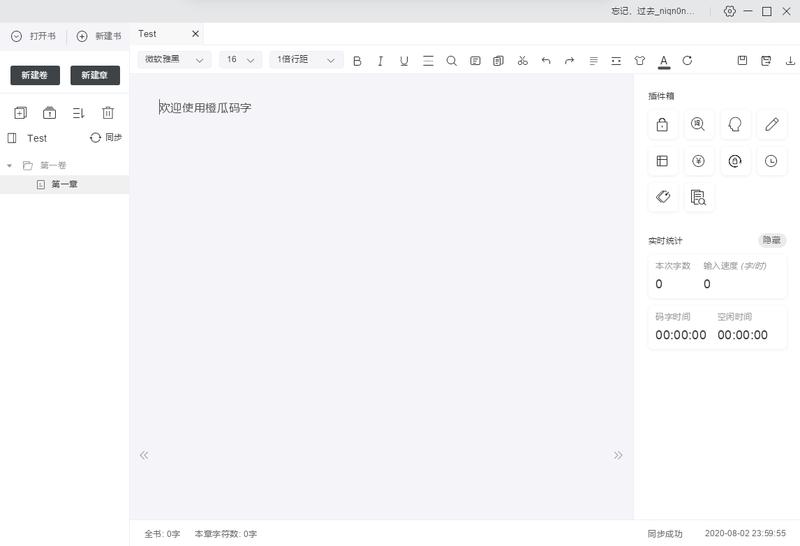 忘记、过去_niqn0n...
打开书 新建书
Test
新建卷 新建章
微软雅黑 16 1倍行距 B I U A
Test 同步
第一卷
第一章
欢迎使用橙瓜码字
插件箱
实时统计 隐藏
本次字数 输入速度 (字/时)
0 0
码字时间 空闲时间
00:00:00 00:00:00
全书: 0字 本章字符数: 0字 同步成功 2020-08-02 23:59:55